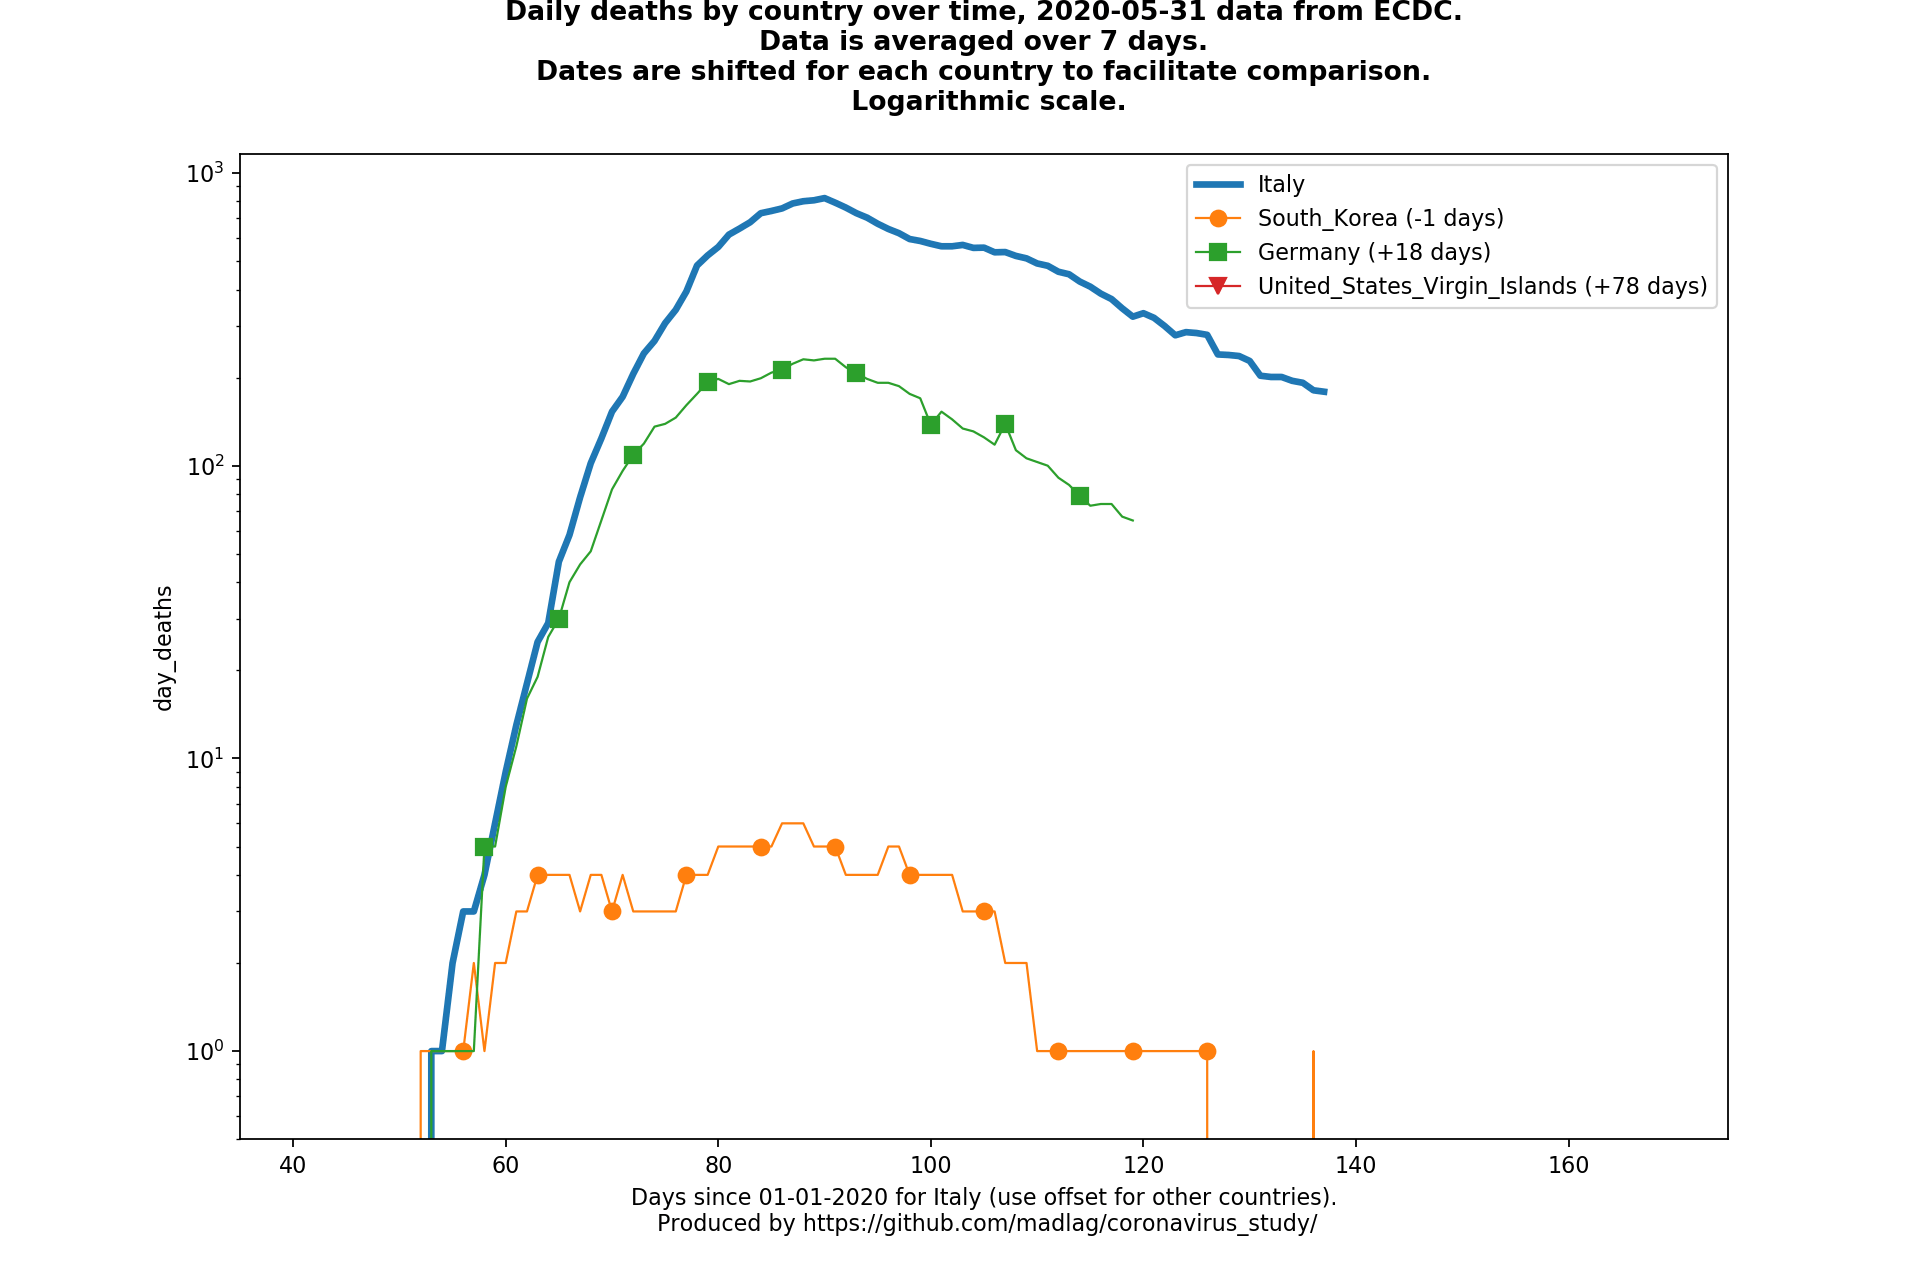 Daily deaths by country over time, 2020-05-31 data from ECDC.
Data is averaged over 7 days.
Dates are shifted for each country to facilitate comparison.
Logarithmic scale.
10³
10²
10¹
10⁰
day_deaths
Italy
South_Korea (-1 days)
Germany (+18 days)
United_States_Virgin_Islands (+78 days)
40 60 80 100 120 140 160
Days since 01-01-2020 for Italy (use offset for other countries).
Produced by https://github.com/madlag/coronavirus_study/